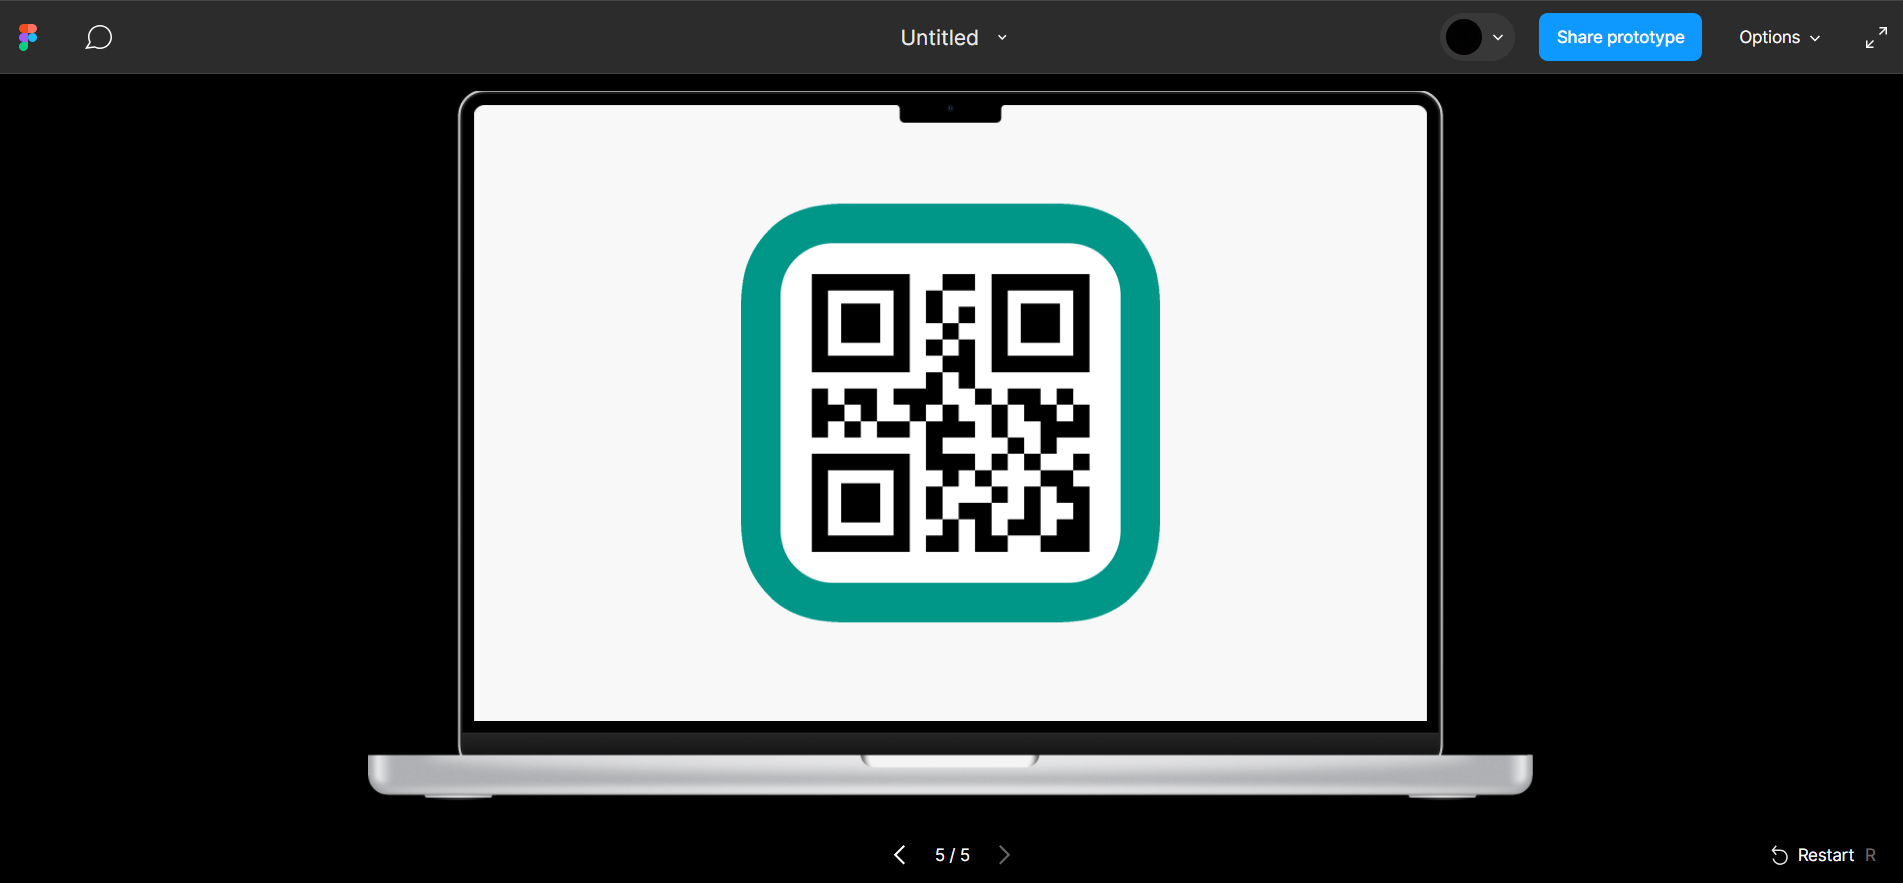 Untitled
Share prototype
Options
5 / 5
Restart R